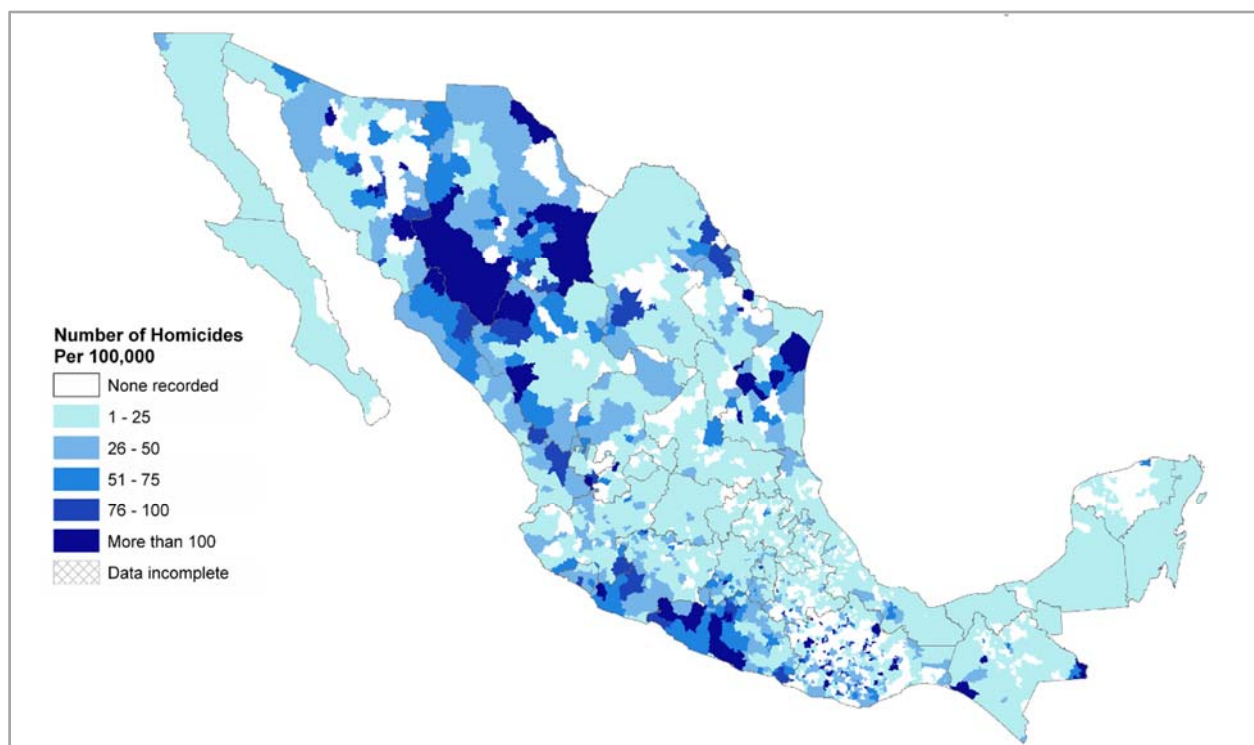 Number of Homicides
Per 100,000
None recorded
1 - 25
26 - 50
51 - 75
76 - 100
More than 100
Data incomplete